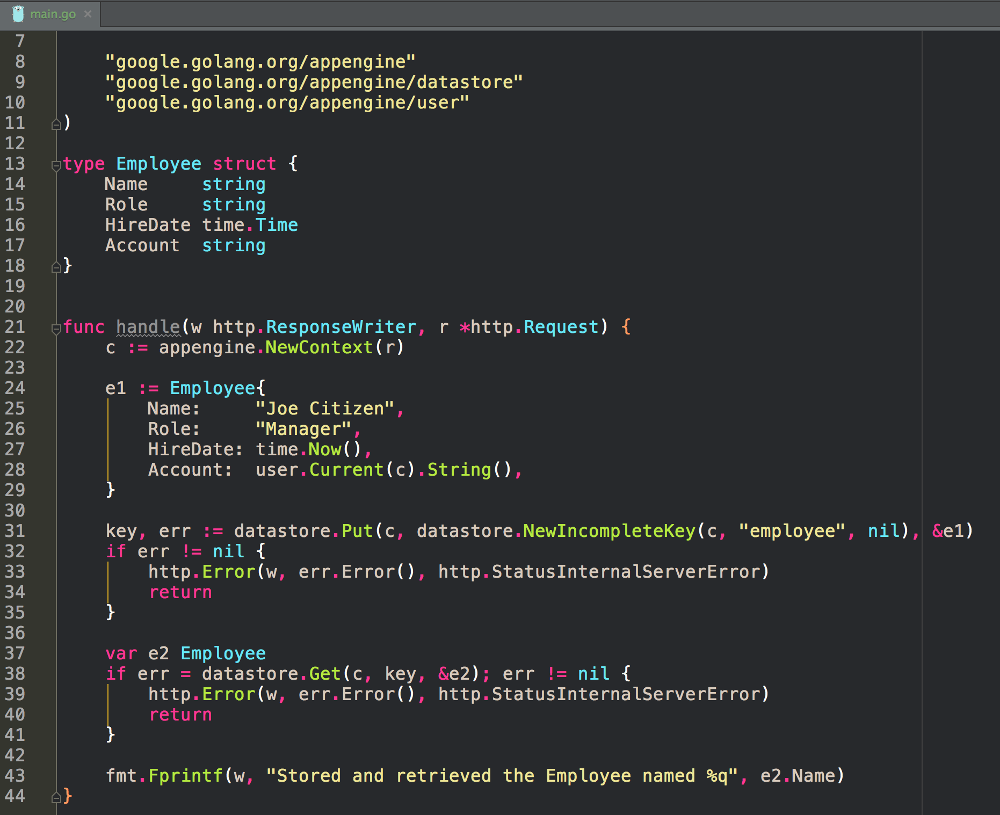 main.go
7
8 "google.golang.org/appengine"
9 "google.golang.org/appengine/datastore"
10 "google.golang.org/appengine/user"
11 )
12
13 type Employee struct {
14     Name     string
15     Role     string
16     HireDate time.Time
17     Account  string
18 }
19
20
21 func handle(w http.ResponseWriter, r *http.Request) {
22     c := appengine.NewContext(r)
23
24     e1 := Employee{
25         Name:     "Joe Citizen",
26         Role:     "Manager",
27         HireDate: time.Now(),
28         Account:  user.Current(c).String(),
29     }
30
31     key, err := datastore.Put(c, datastore.NewIncompleteKey(c, "employee", nil), &e1)
32     if err != nil {
33         http.Error(w, err.Error(), http.StatusInternalServerError)
34         return
35     }
36
37     var e2 Employee
38     if err = datastore.Get(c, key, &e2); err != nil {
39         http.Error(w, err.Error(), http.StatusInternalServerError)
40         return
41     }
42
43     fmt.Fprintf(w, "Stored and retrieved the Employee named %q", e2.Name)
44 }